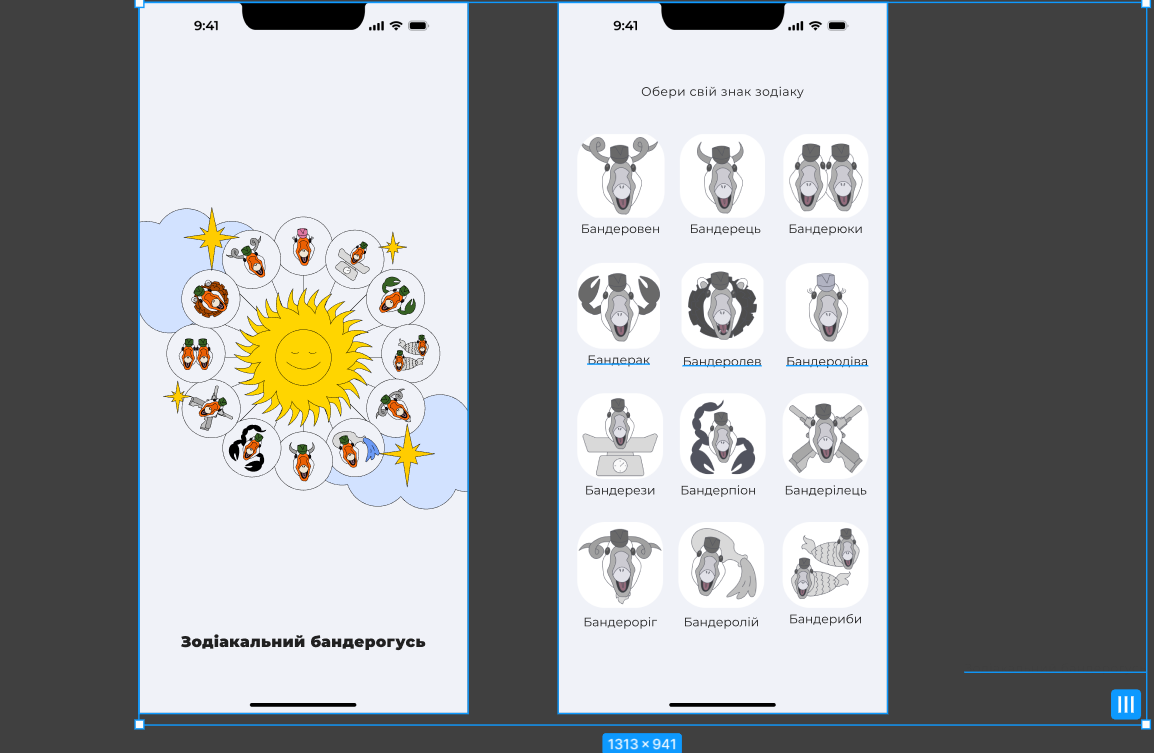 9:41
Зодіакальний бандерогусь
9:41
Обери свій знак зодіаку
Бандеровен Бандерець Бандерюки
Бандерак Бандеролев Бандеродіва
Бандерези Бандерпіон Бандерілець
Бандероріг Бандеролій Бандериби
1313 × 941